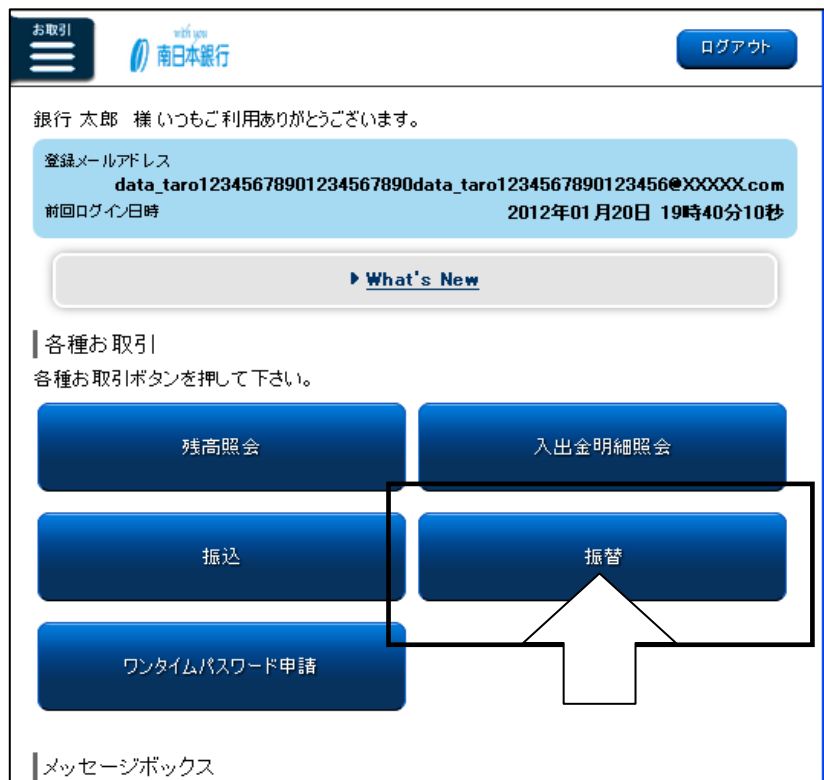 お取引
with you
南日本銀行
ログアウト
銀行 太郎 様 いつもご利用ありがとうございます。
登録メールアドレス
data_taro12345678901234567890data_taro1234567890123456@XXXXX.com
前回ログイン日時
2012年01月20日 19時40分10秒
What's New
各種お取引
各種お取引ボタンを押して下さい。
残高照会
入出金明細照会
振込
振替
ワンタイムパスワード申請
メッセージボックス